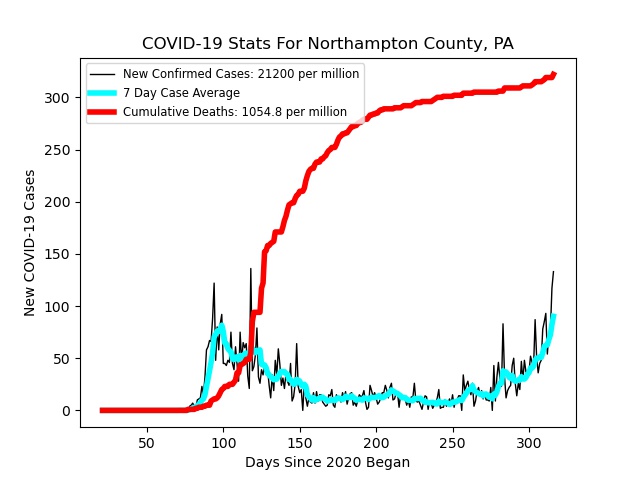 COVID-19 Stats For Northampton County, PA
New Confirmed Cases: 21200 per million
7 Day Case Average
Cumulative Deaths: 1054.8 per million
New COVID-19 Cases
300
250
200
150
100
50
0
50 100 150 200 250 300
Days Since 2020 Began